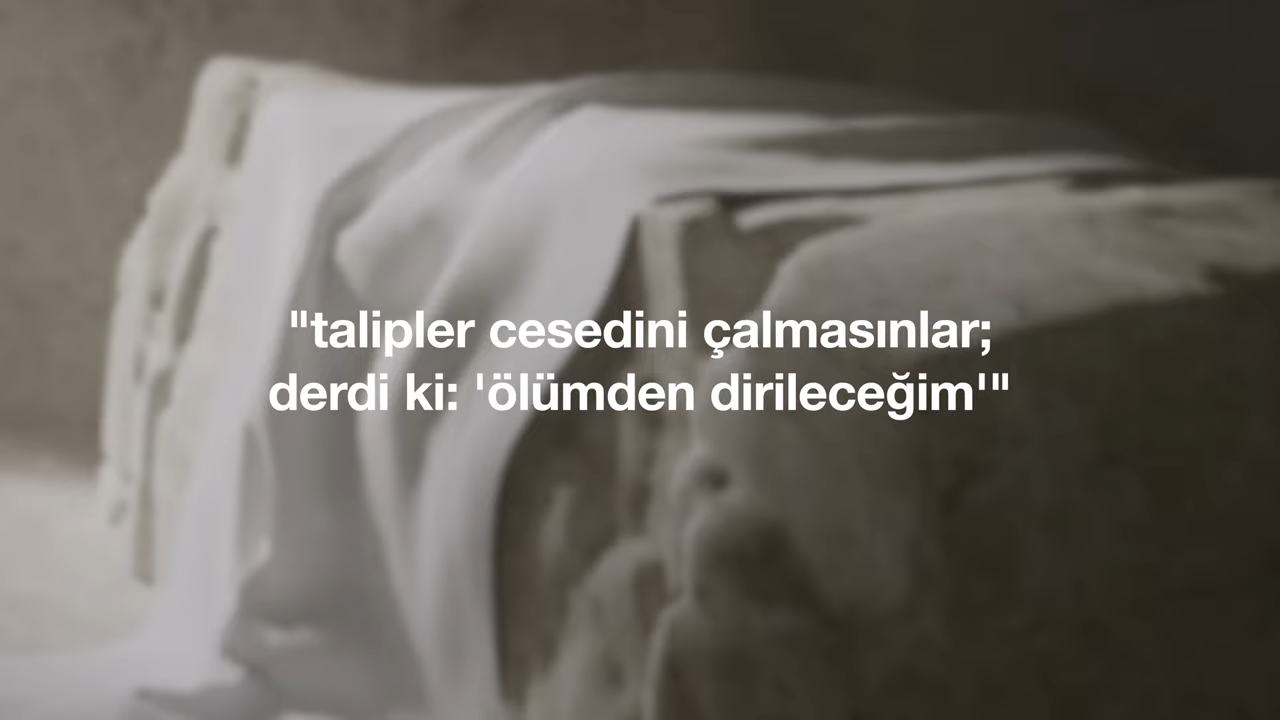 "talipler cesedini çalmasınlar;
derdi ki: 'ölümden dirileceğim'"